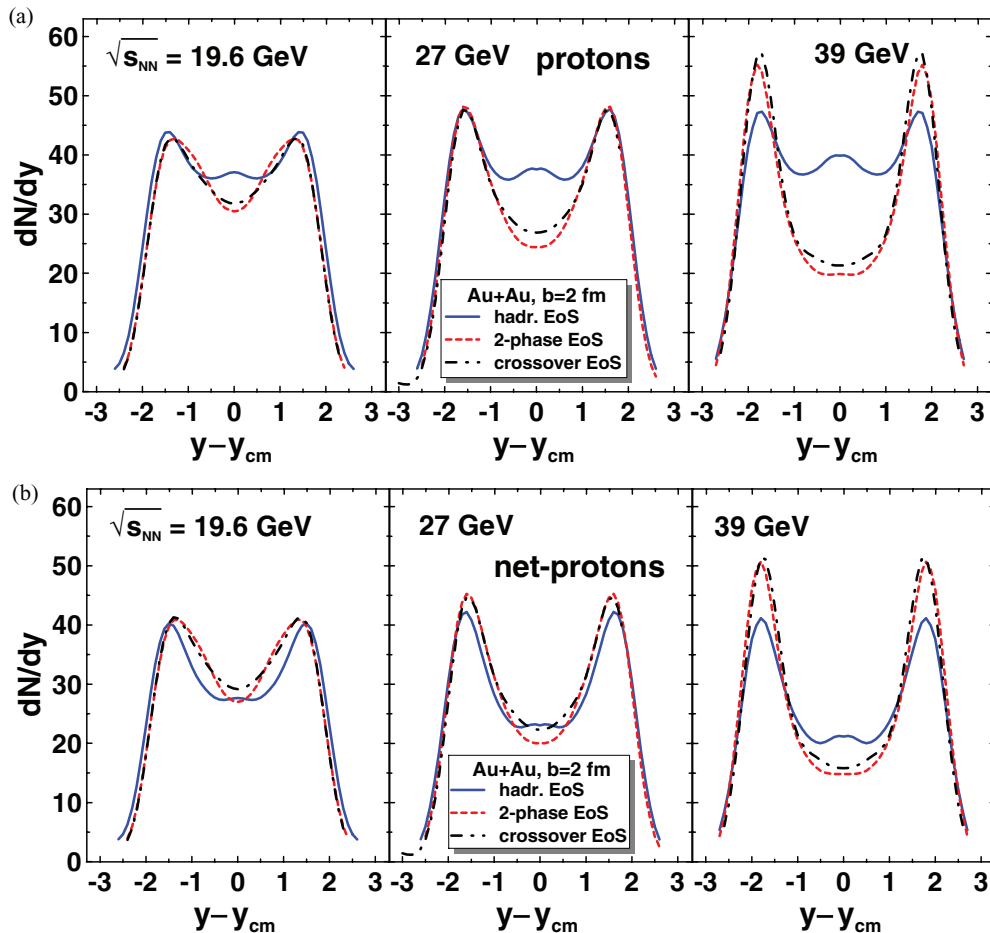 (a)
60
50
40
30
20
10
0
dN/dy
√sNN = 19.6 GeV
27 GeV protons
39 GeV
Au+Au, b=2 fm
hadr. EoS
2-phase EoS
crossover EoS
-3 -2 -1 0 1 2 3
-2 -1 0 1 2
-3 -2 -1 0 1 2 3
y−ycm
y−ycm
y−ycm
(b)
60
50
40
30
20
10
0
dN/dy
√sNN = 19.6 GeV
27 GeV
net-protons
39 GeV
Au+Au, b=2 fm
hadr. EoS
2-phase EoS
crossover EoS
-3 -2 -1 0 1 2 3
-2 -1 0 1 2
-3 -2 -1 0 1 2 3
y−ycm
y−ycm
y−ycm